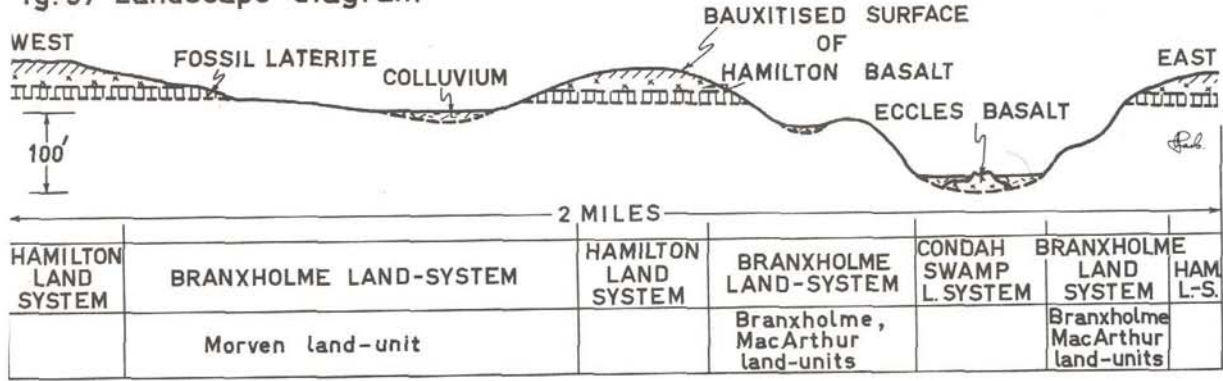 WEST
FOSSIL LATERITE
COLLUVIUM
BAUXITISED SURFACE
OF
HAMILTON BASALT
EAST
ECCLES BASALT
100'
2 MILES
HAMILTON
LAND
SYSTEM
BRANXHOLME LAND-SYSTEM
HAMILTON
LAND
SYSTEM
BRANXHOLME
LAND-SYSTEM
CONDAH
SWAMP
L. SYSTEM
BRANXHOLME
LAND
SYSTEM
HAM.
L.-S.
Morven land-unit
Branxholme,
MacArthur
land-units
Branxholme
MacArthur
land-units